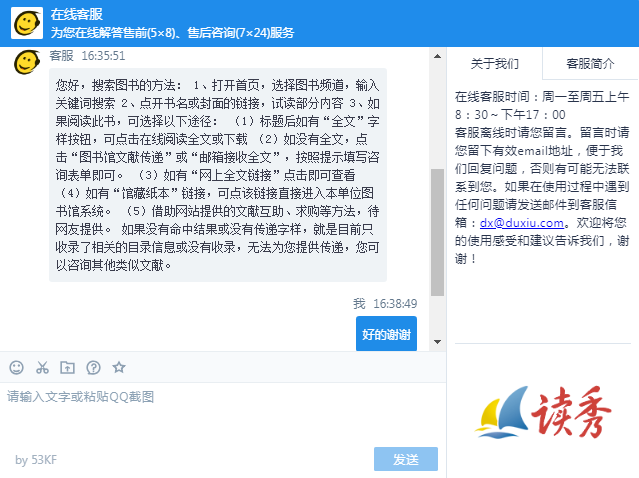 在线客服
为您在线解答售前(5×8)、售后咨询(7×24)服务
客服 16:35:51
您好，搜索图书的方法： 1、打开首页，选择图书频道，输入
关键词搜索 2、点开书名或封面的链接，试读部分内容 3、如
果阅读此书，可选择以下途径： （1）标题后如有“全文”字
样按钮，可点击在线阅读全文或下载 （2）如没有全文，点
击“图书馆文献传递”或“邮箱接收全文”，按照提示填写咨
询表单即可。 （3）如有“网上全文链接”点击即可查看
（4）如有“馆藏纸本”链接，可点该链接直接进入本单位图
书馆系统。 （5）借助网站提供的文献互助、求购等方法，待
网友提供。 如果没有命中结果或没有传递字样，就是目前只
收录了相关的目录信息或没有收录，无法为您提供传递，您可
以咨询其他类似文献。
我 16:38:49
好的谢谢
请输入文字或粘贴QQ截图
by 53KF
发送
关于我们
客服简介
在线客服时间：周一至周五上午
8：30～下午17：00
客服离线时请您留言。留言时请
您留下有效email地址，便于我
们回复问题，否则有可能无法联
系到您。如果在使用过程中遇到
任何问题请发送邮件到客服信
箱：dx@duxiu.com。欢迎将您
的使用感受和建议告诉我们，谢
谢！
读秀